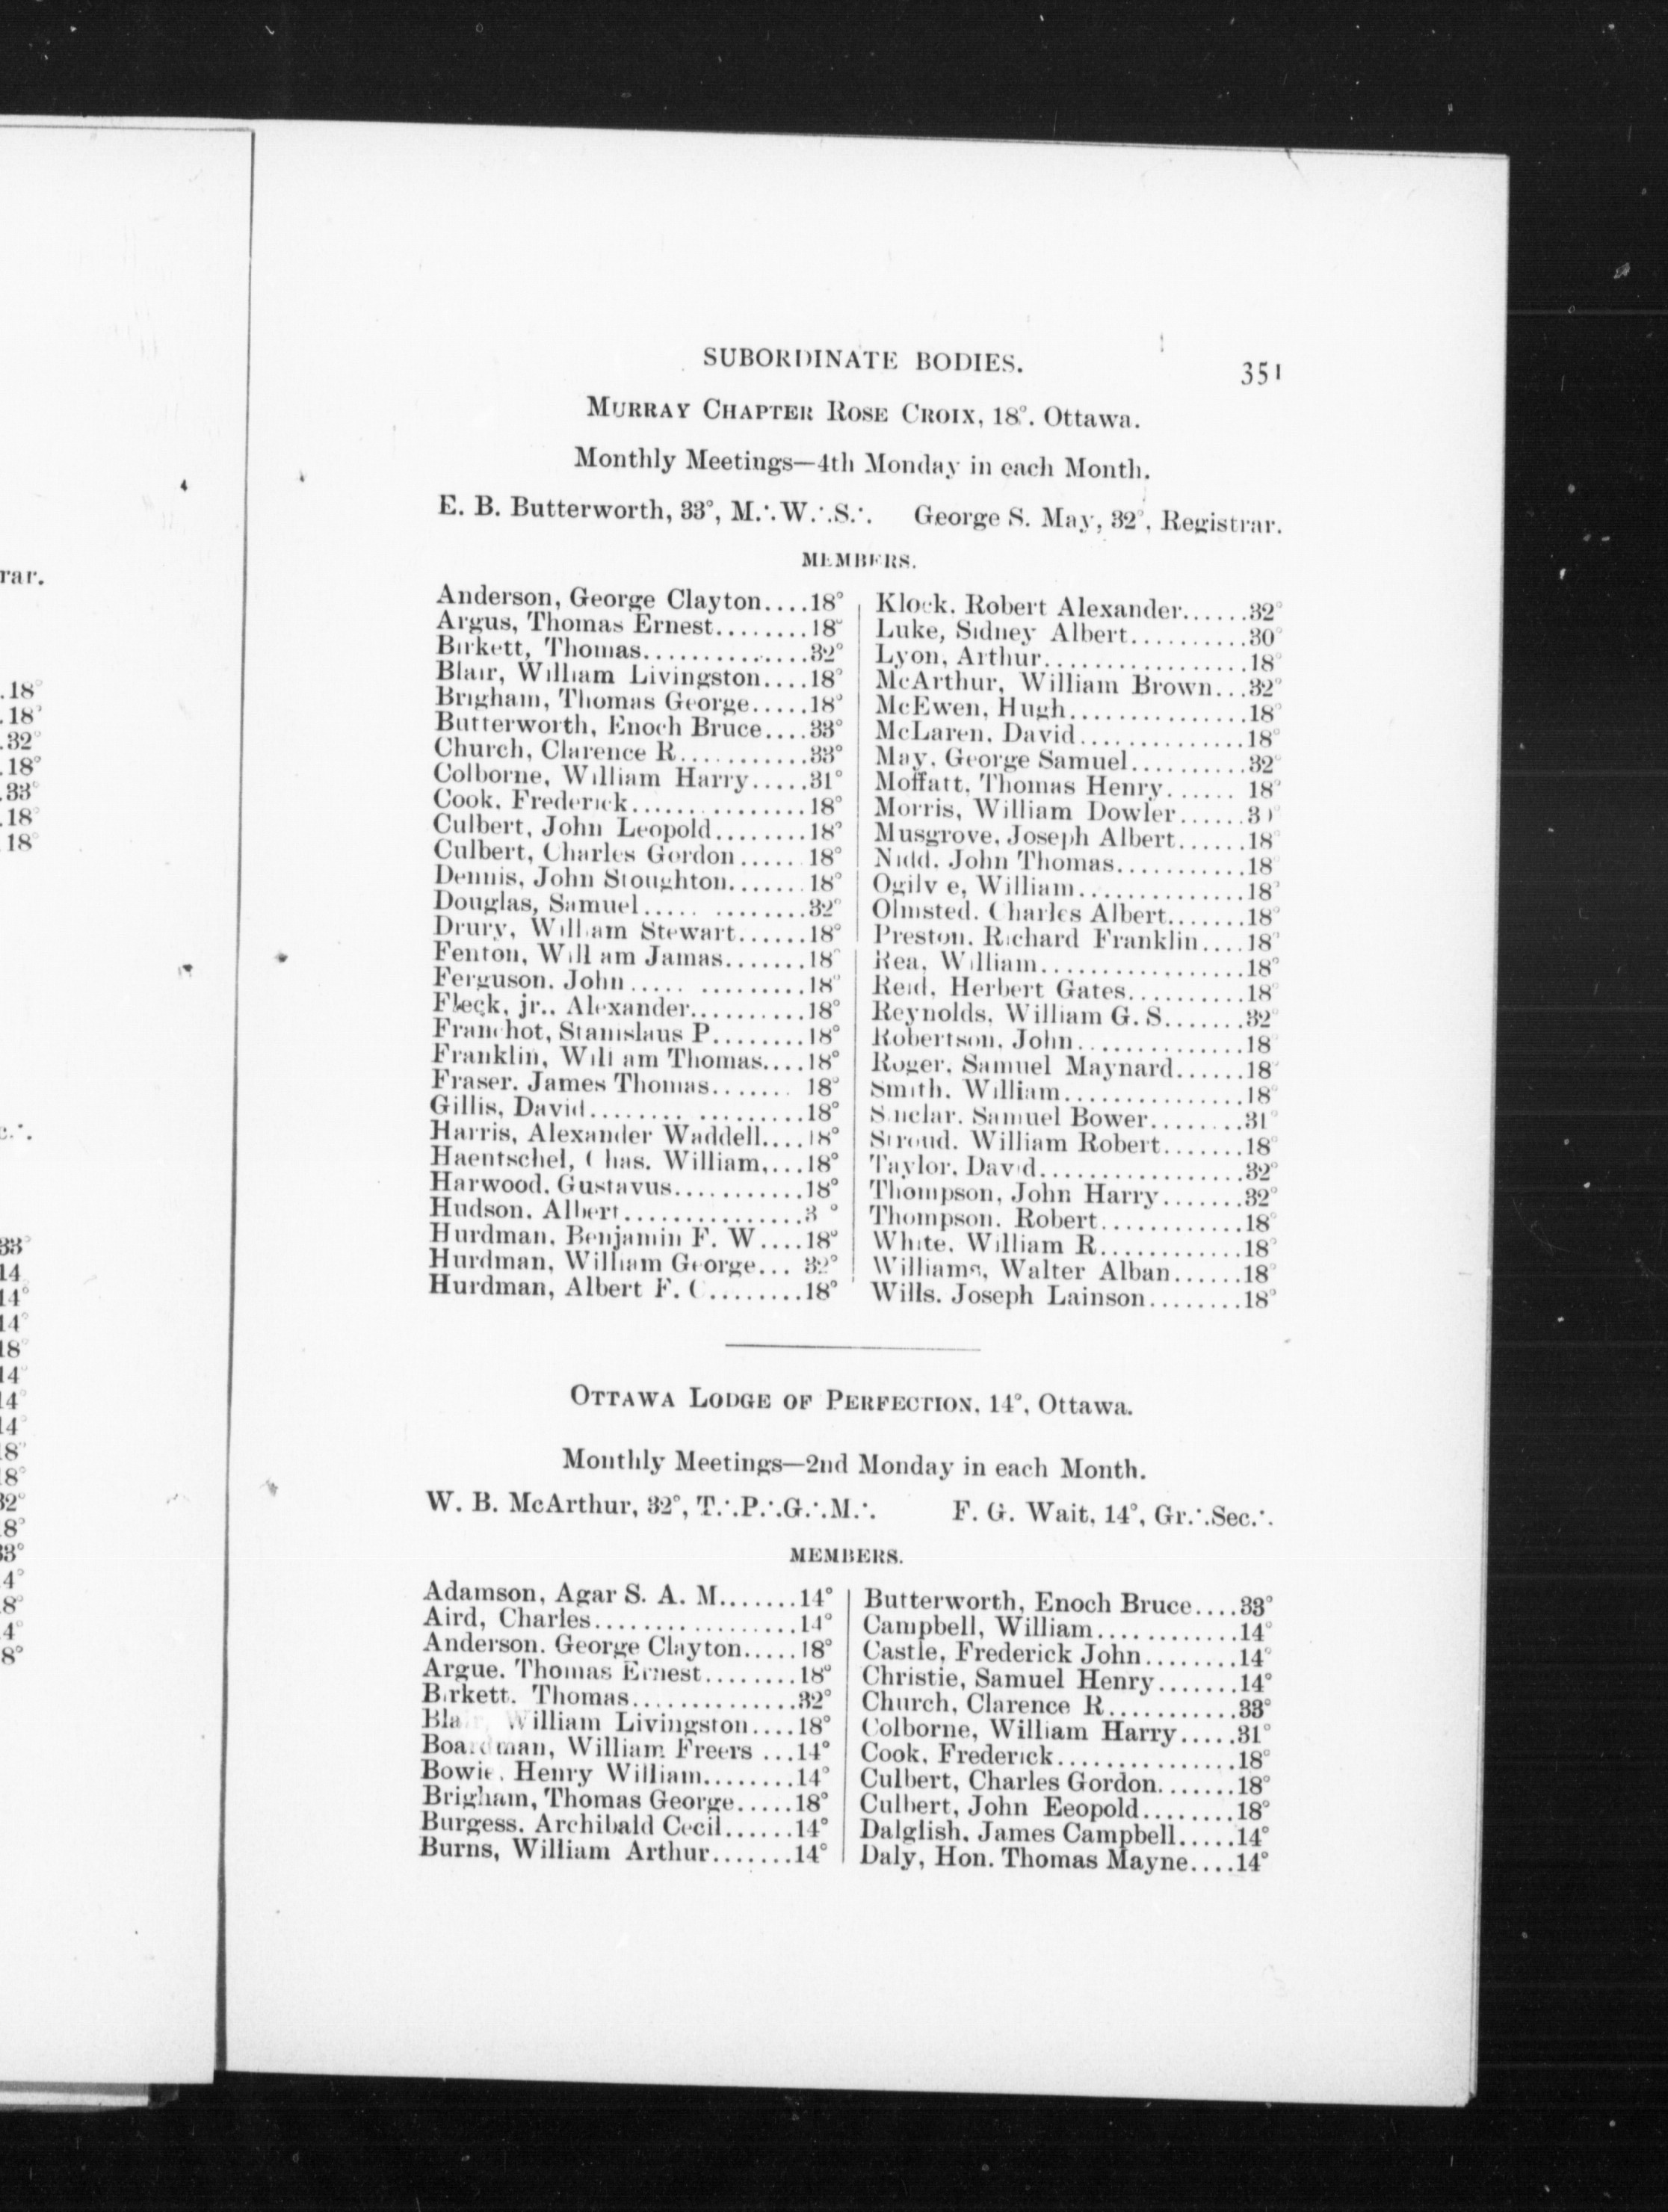 SUBORDINATE BODIES. 351
MURRAY CHAPTER ROSE CROIX, 18°. Ottawa.
Monthly Meetings—4th Monday in each Month.
E. B. Butterworth, 33°, M∴W∴S∴ George S. May, 32°, Registrar.
MEMBERS.
Anderson, George Clayton....18°
Argus, Thomas Ernest........18°
Birkett, Thomas..............32°
Blair, William Livingston....18°
Brigham, Thomas George.....18°
Butterworth, Enoch Bruce....33°
Church, Clarence R...........33°
Colborne, William Harry.....31°
Cook. Frederick...............18°
Culbert, John Leopold........18°
Culbert, Charles Gordon......18°
Dennis, John Stoughton.......18°
Douglas, Samuel..............32°
Drury, William Stewart......18°
Fenton, Will am Jamas.......18°
Ferguson. John..............18°
Fleck, jr., Alexander..........18°
Franchot, Stanislaus P........18°
Franklin, Will am Thomas....18°
Fraser. James Thomas....... 18°
Gillis, David..................18°
Harris, Alexander Waddell....18°
Haentschel, Chas. William,...18°
Harwood. Gustavus...........18°
Hudson. Albert...............3 °
Hurdman, Benjamin F. W....18°
Hurdman, William George... 32°
Hurdman, Albert F. C........18°
Klock. Robert Alexander......32°
Luke, Sidney Albert..........30°
Lyon, Arthur.................18°
McArthur, William Brown...32°
McEwen, Hugh...............18°
McLaren, David..............18°
May, George Samuel..........32°
Moffatt, Thomas Henry...... 18°
Morris, William Dowler......3)°
Musgrove, Joseph Albert......18°
Nidd. John Thomas...........18°
Ogilv e, William...............18°
Olmsted. Charles Albert.......18°
Preston. Richard Franklin....18°
Rea, William.................18°
Reid, Herbert Gates..........18°
Reynolds, William G. S.......32°
Robertson, John..............18°
Roger, Samuel Maynard......18°
Smith. William...............18°
S nclar. Samuel Bower........31°
Stroud. William Robert.......18°
Taylor, David.................32°
Thompson, John Harry.......32°
Thompson. Robert............18°
White. William R............18°
Williams, Walter Alban......18°
Wills. Joseph Lainson........18°
OTTAWA LODGE OF PERFECTION, 14°, Ottawa.
Monthly Meetings—2nd Monday in each Month.
W. B. McArthur, 32°, T∴P∴G∴M∴ F. G. Wait, 14°, Gr∴Sec∴
MEMBERS.
Adamson, Agar S. A. M.......14°
Aird, Charles.................14°
Anderson. George Clayton.....18°
Argue. Thomas Ernest........18°
Birkett. Thomas..............32°
Blair, William Livingston....18°
Boardman, William Freers ...14°
Bowie, Henry William........14°
Brigham, Thomas George.....18°
Burgess. Archibald Cecil......14°
Burns, William Arthur.......14°
Butterworth, Enoch Bruce....33°
Campbell, William............14°
Castle, Frederick John........14°
Christie, Samuel Henry.......14°
Church, Clarence R...........33°
Colborne, William Harry.....31°
Cook. Frederick...............18°
Culbert, Charles Gordon.......18°
Culbert, John Eeopold........18°
Dalglish. James Campbell.....14°
Daly, Hon. Thomas Mayne....14°